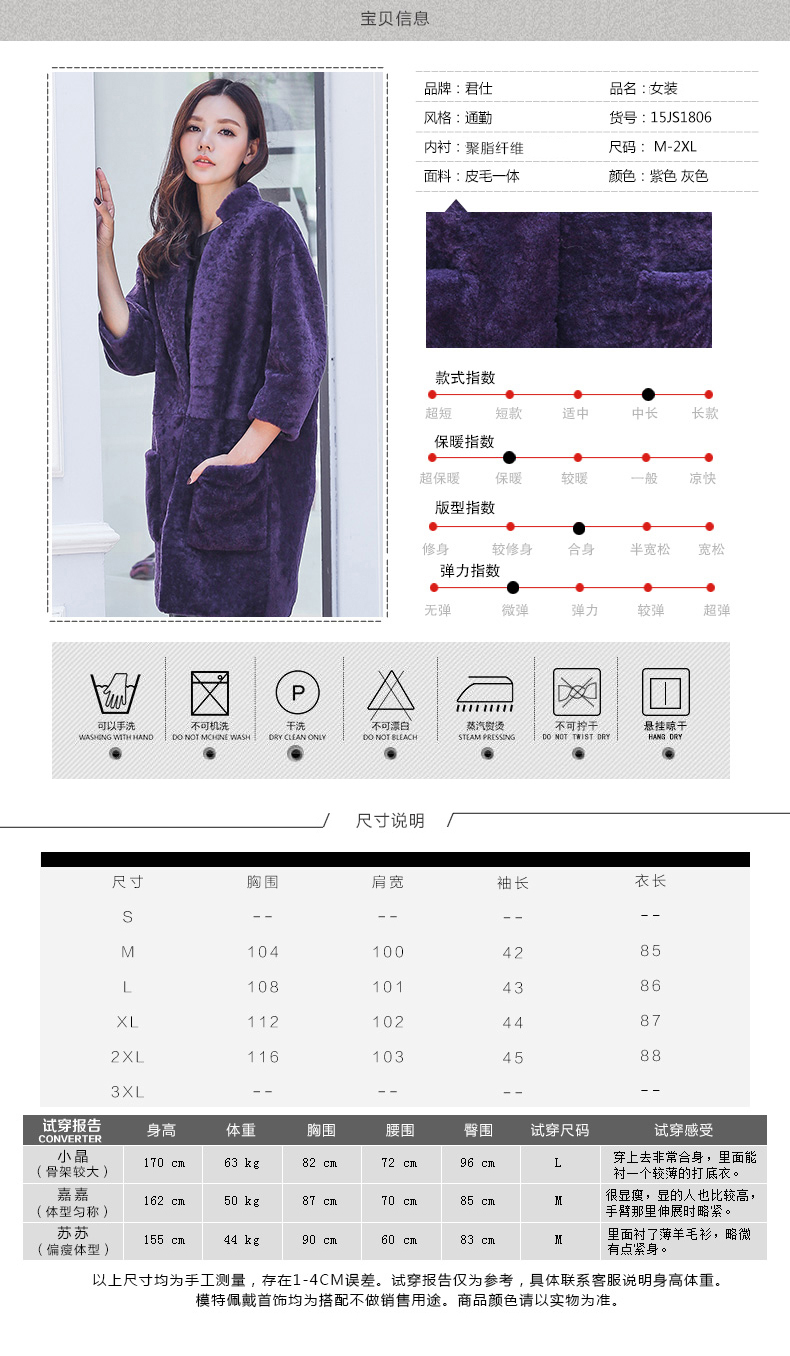 宝贝信息
品牌：君仕 品名：女装
风格：通勤 货号：15JS1806
内衬：聚脂纤维 尺码： M-2XL
面料：皮毛一体 颜色：紫色 灰色
款式指数
超短 短款 适中 中长 长款
保暖指数
超保暖 保暖 较暖 一般 凉快
版型指数
修身 较修身 合身 半宽松 宽松
弹力指数
无弹 微弹 弹力 较弹 超弹
P
可以手洗 不可机洗 干洗 不可漂白 蒸汽熨烫 不可拧干 悬挂晾干
WASHING WITH HAND DO NOT MCHINE WASH DRY CLEAN ONLY DO NOT BLEACH STEAM PRESSING DO NOT TWIST DRY HANG DRY
尺寸说明
尺寸 胸围 肩宽 袖长 衣长
S -- -- -- --
M 104 100 42 85
L 108 101 43 86
XL 112 102 44 87
2XL 116 103 45 88
3XL -- -- -- --
试穿报告 身高 体重 胸围 腰围 臀围 试穿尺码 试穿感受
CONVERTER
小晶
（骨架较大） 170 cm 63 kg 82 cm 72 cm 96 cm L 穿上去非常合身，里面能
衬一个较薄的打底衣。
嘉嘉
（体型匀称） 162 cm 50 kg 87 cm 70 cm 85 cm M 很显瘦，显的人也比较高，
手臂那里伸展时略紧。
苏苏
（偏瘦体型） 155 cm 44 kg 90 cm 60 cm 83 cm M 里面衬了薄羊毛衫，略微
有点紧身。
以上尺寸均为手工测量，存在1-4CM误差。试穿报告仅为参考，具体联系客服说明身高体重。
模特佩戴首饰均为搭配不做销售用途。商品颜色请以实物为准。